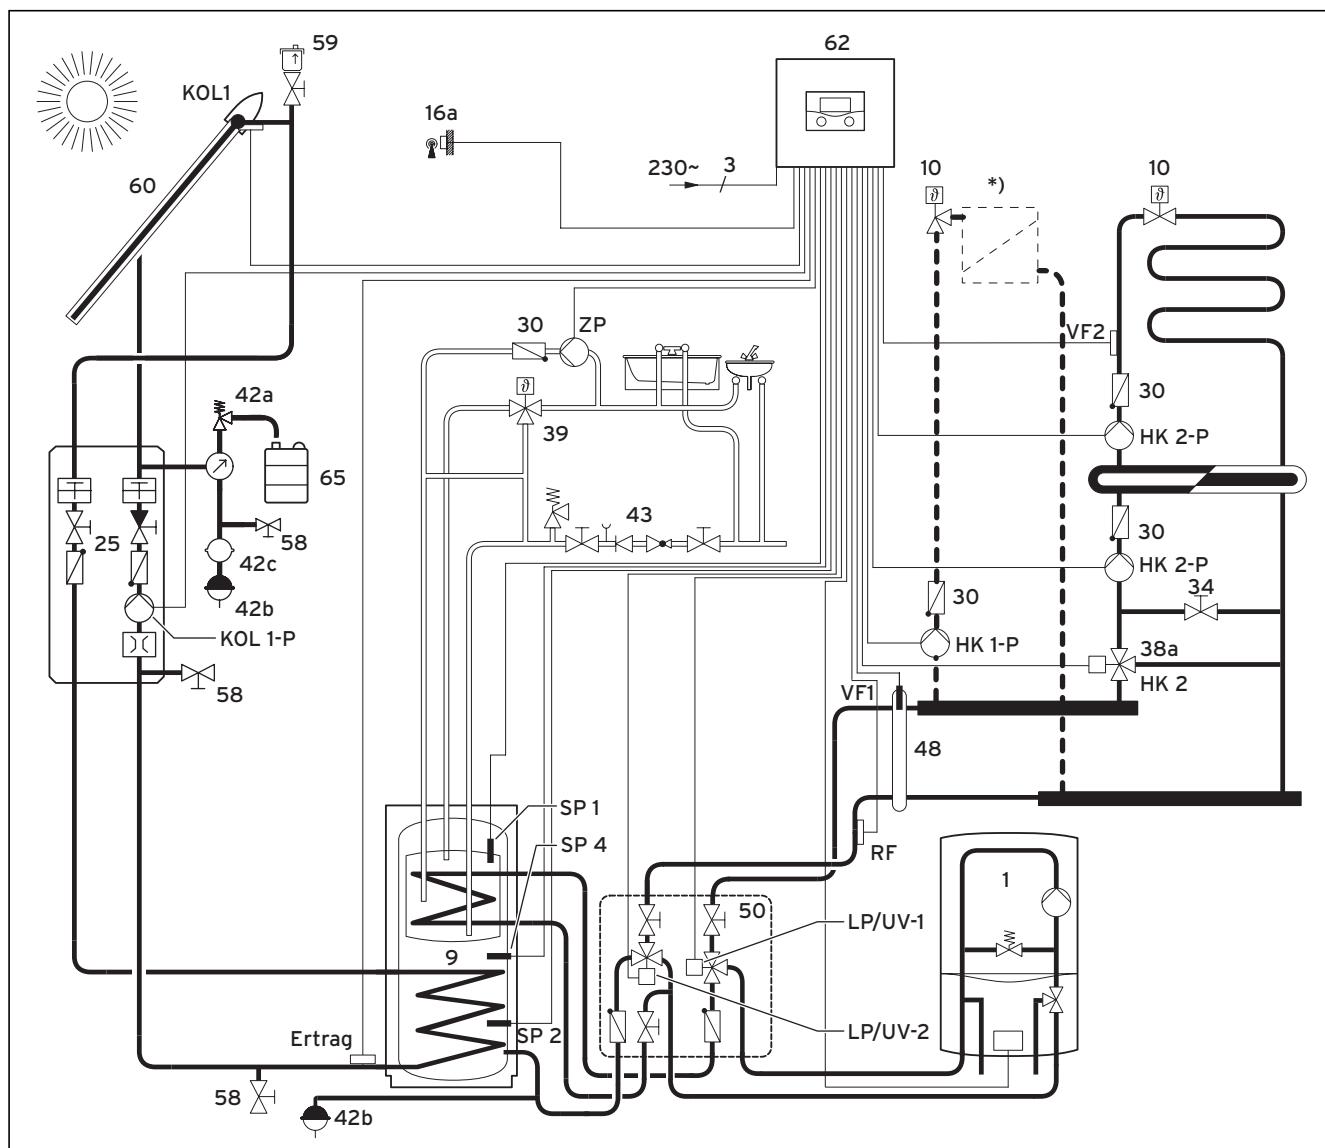 59
62
KOL1
16a
60
230~
3
10
*)
10
ϑ
ϑ
30
ZP
VF2
ϑ
42a
39
30
HK 2-P
65
25
43
58
30
42c
HK 2-P
42b
34
KOL 1-P
30
HK 1-P
38a
58
HK 2
VF1
48
SP 1
SP 4
RF
1
50
LP/UV-1
9
Ertrag
SP 2
LP/UV-2
58
42b